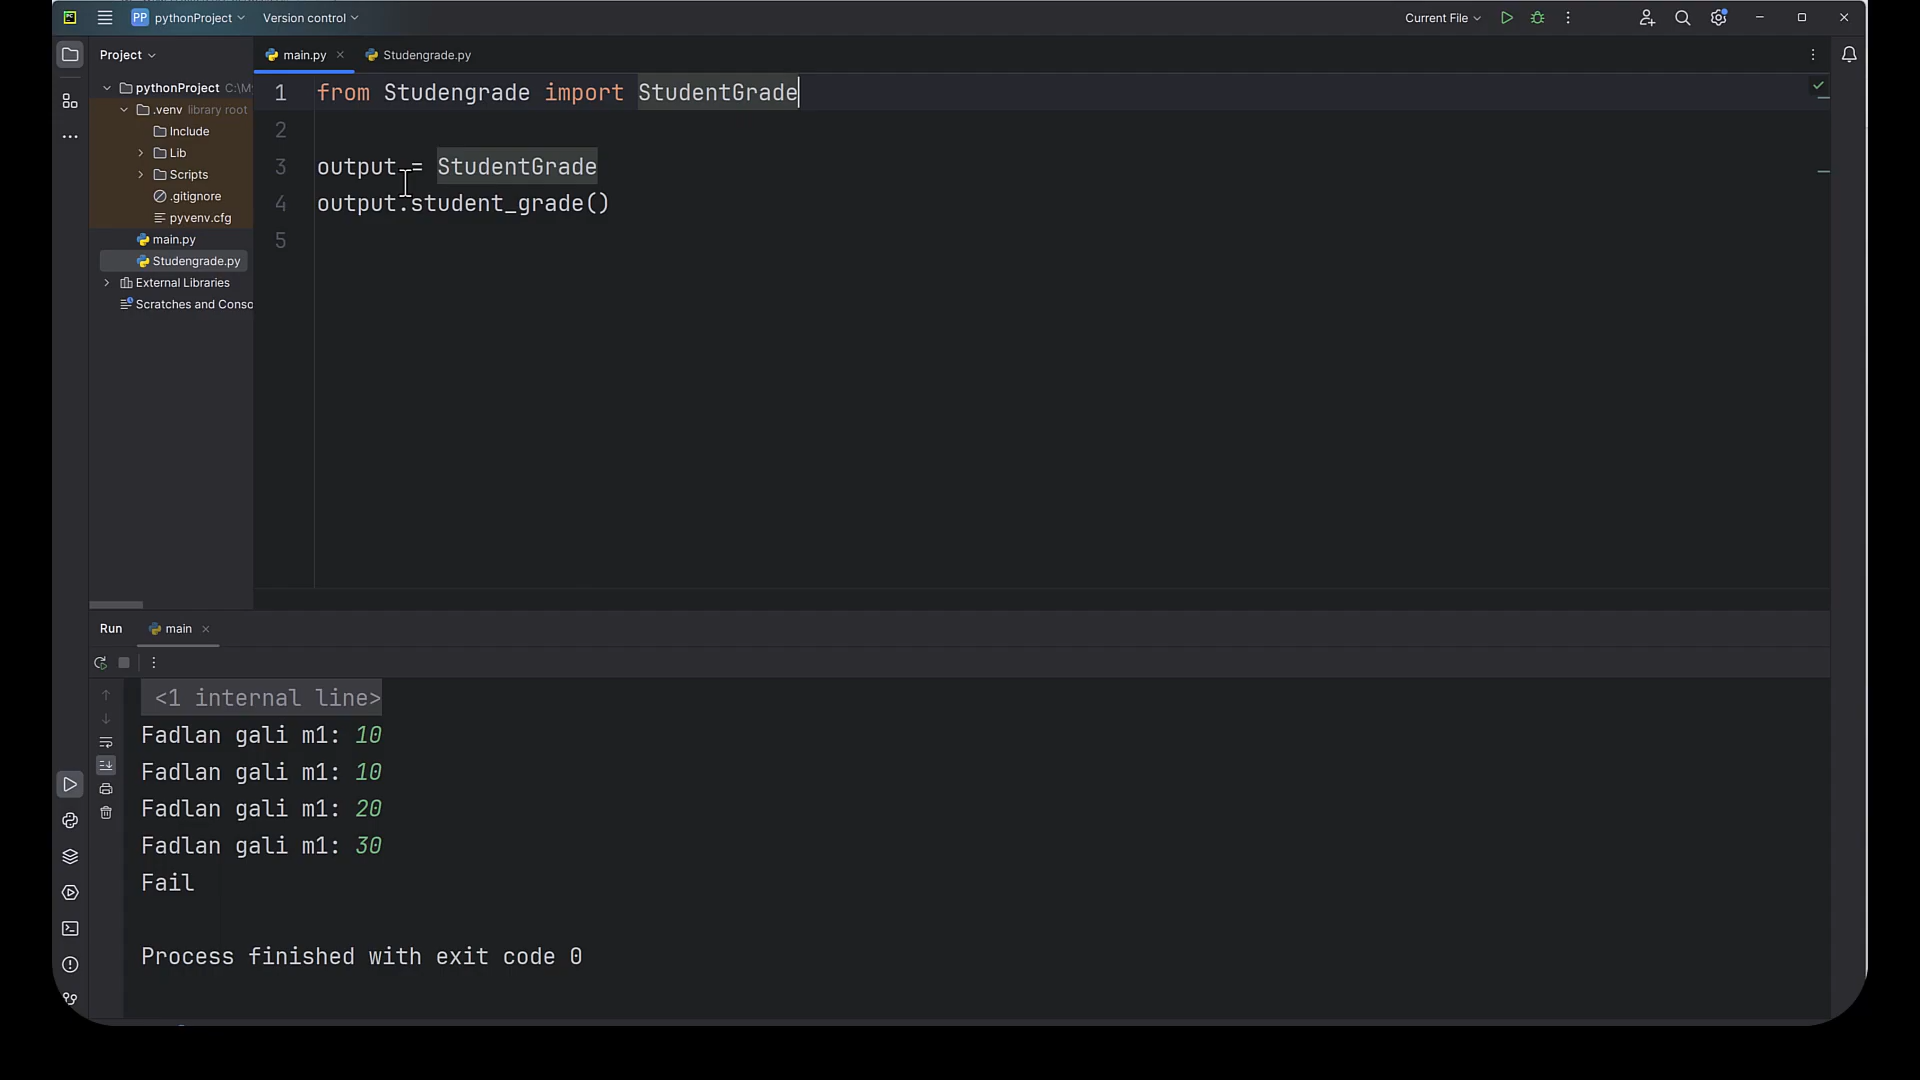 PP pythonProject Version control Current File
Project
main.py Studengrade.py
pythonProject C:\M
.venv library root
Include
Lib
Scripts
.gitignore
pyvenv.cfg
main.py
Studengrade.py
External Libraries
Scratches and Conso
1 from Studengrade import StudentGrade
2
3 output = StudentGrade
4 output.student_grade()
5
Run main
<1 internal line>
Fadlan gali m1: 10
Fadlan gali m1: 10
Fadlan gali m1: 20
Fadlan gali m1: 30
Fail
Process finished with exit code 0